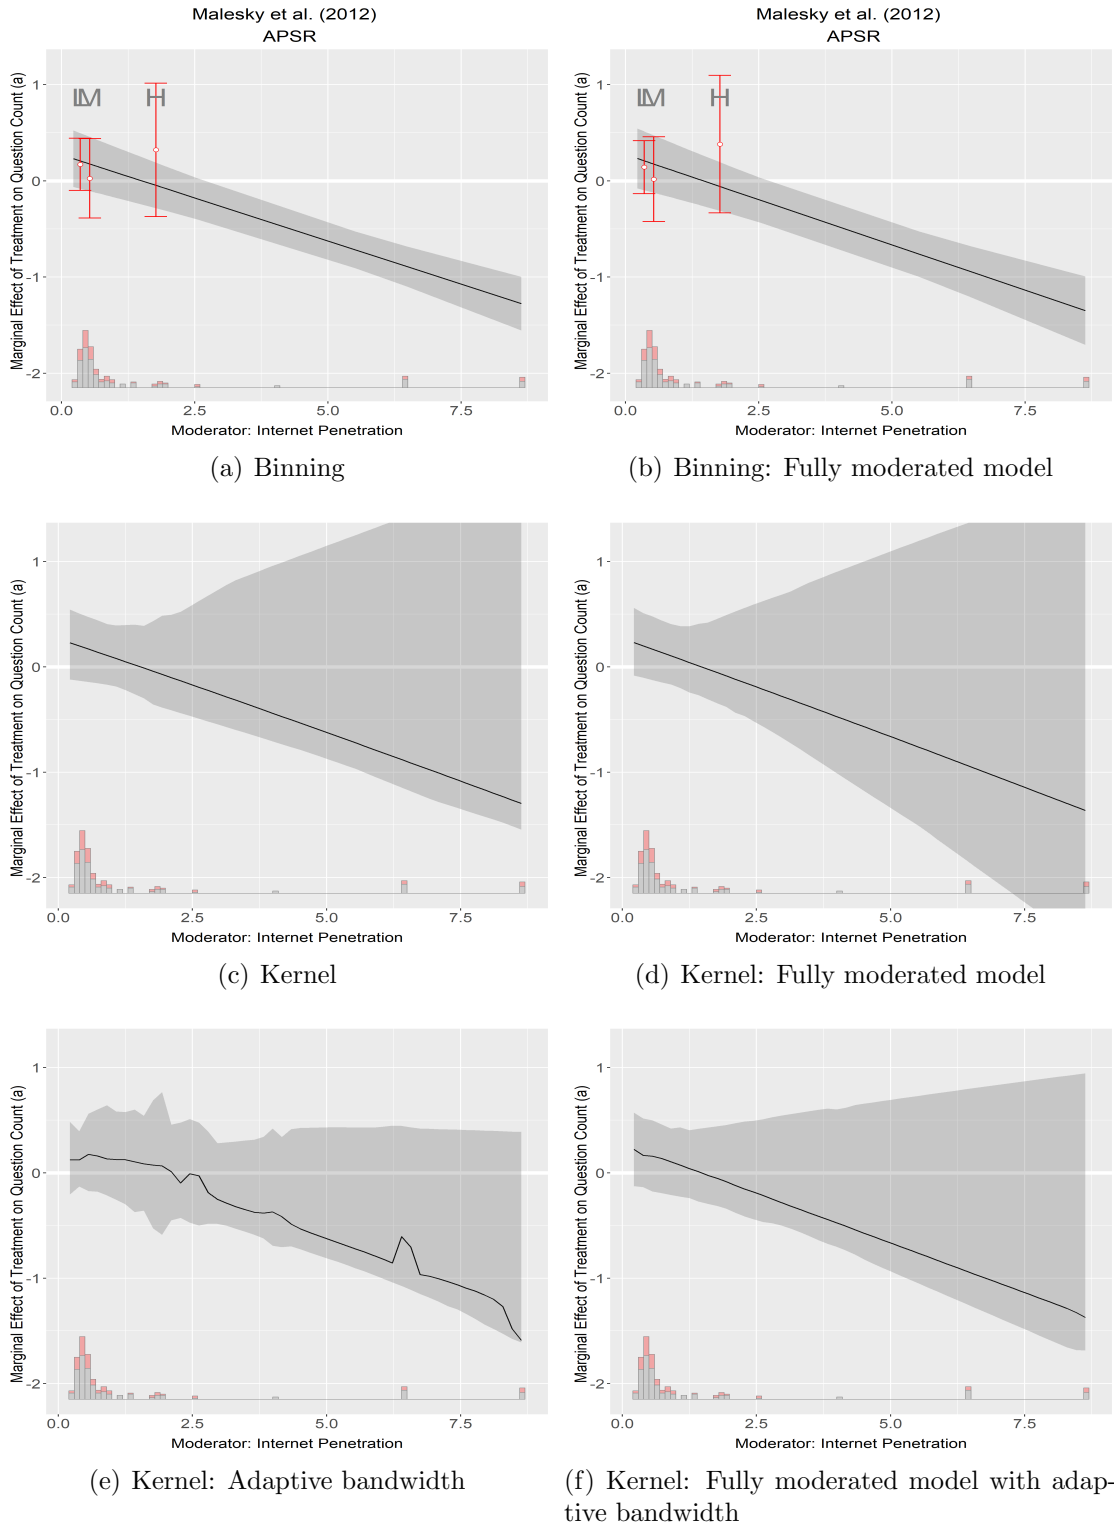 Malesky et al. (2012)
APSR
Marginal Effect of Treatment on Question Count (a)
1
0
-1
-2
L
M
H
0.0 2.5 5.0 7.5
Moderator: Internet Penetration
(a) Binning
Malesky et al. (2012)
APSR
Marginal Effect of Treatment on Question Count (a)
1
0
-1
-2
L
M
H
0.0 2.5 5.0 7.5
Moderator: Internet Penetration
(b) Binning: Fully moderated model
Marginal Effect of Treatment on Question Count (a)
1
0
-1
-2
0.0 2.5 5.0 7.5
Moderator: Internet Penetration
(c) Kernel
Marginal Effect of Treatment on Question Count (a)
1
0
-1
-2
0.0 2.5 5.0 7.5
Moderator: Internet Penetration
(d) Kernel: Fully moderated model
Marginal Effect of Treatment on Question Count (a)
1
0
-1
-2
0.0 2.5 5.0 7.5
Moderator: Internet Penetration
(e) Kernel: Adaptive bandwidth
Marginal Effect of Treatment on Question Count (a)
1
0
-1
-2
0.0 2.5 5.0 7.5
Moderator: Internet Penetration
(f) Kernel: Fully moderated model with adap-
tive bandwidth